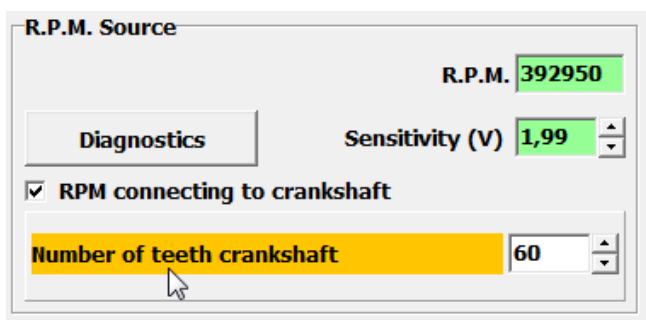 R.P.M. Source
R.P.M. 392950
Diagnostics Sensitivity (V) 1,99
RPM connecting to crankshaft
Number of teeth crankshaft 60